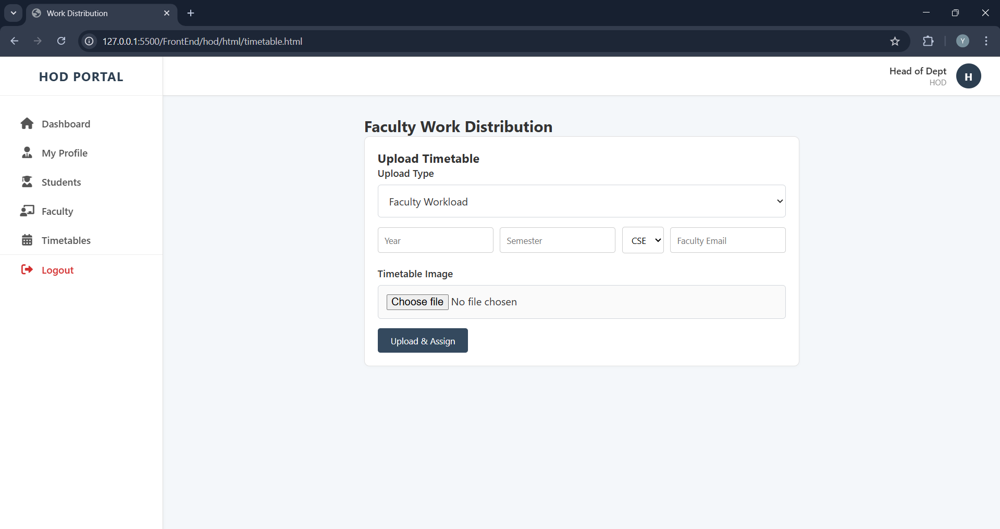 Work Distribution
127.0.0.1:5500/FrontEnd/hod/html/timetable.html
Y
HOD PORTAL
Head of Dept
HOD
H
Dashboard
My Profile
Students
Faculty
Timetables
Logout
Faculty Work Distribution
Upload Timetable
Upload Type
Faculty Workload
Year Semester CSE Faculty Email
Timetable Image
Choose file No file chosen
Upload & Assign